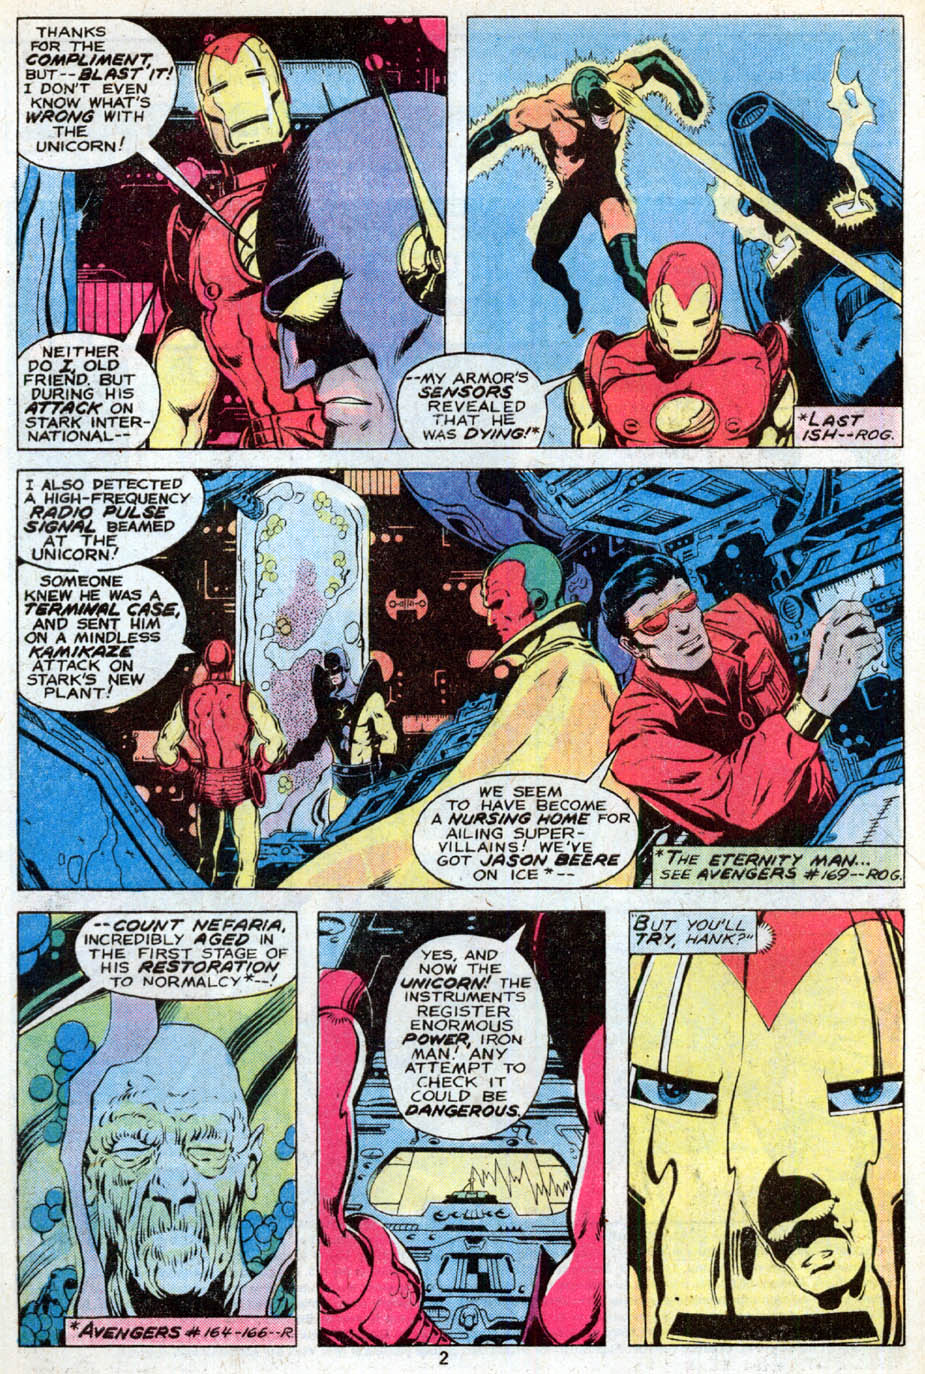 THANKS
FOR THE
COMPLIMENT,
BUT--BLAST IT!
I DON'T EVEN
KNOW WHAT'S
WRONG WITH
THE
UNICORN!
NEITHER
DO I, OLD
FRIEND. BUT
DURING HIS
ATTACK ON
STARK INTER-
NATIONAL--
--MY ARMOR'S
SENSORS
REVEALED
THAT HE
WAS DYING!*
*LAST
ISH--ROG.
I ALSO DETECTED
A HIGH-FREQUENCY
RADIO PULSE
SIGNAL BEAMED
AT THE
UNICORN!
SOMEONE
KNEW HE WAS A
TERMINAL CASE,
AND SENT HIM
ON A MINDLESS
KAMIKAZE
ATTACK ON
STARK'S NEW
PLANT!
WE SEEM
TO HAVE BECOME
A NURSING HOME FOR
AILING SUPER-
VILLAINS! WE'VE
GOT JASON BEERE
ON ICE*--
*THE ETERNITY MAN...
SEE AVENGERS #169--ROG.
--COUNT NEFARIA,
INCREDIBLY AGED IN
THE FIRST STAGE OF
HIS RESTORATION
TO NORMALCY*--!
*AVENGERS #164-166--R.
YES, AND
NOW THE
UNICORN! THE
INSTRUMENTS
REGISTER
ENORMOUS
POWER, IRON
MAN! ANY
ATTEMPT TO
CHECK IT
COULD BE
DANGEROUS.
"BUT YOU'LL
TRY, HANK?"
2